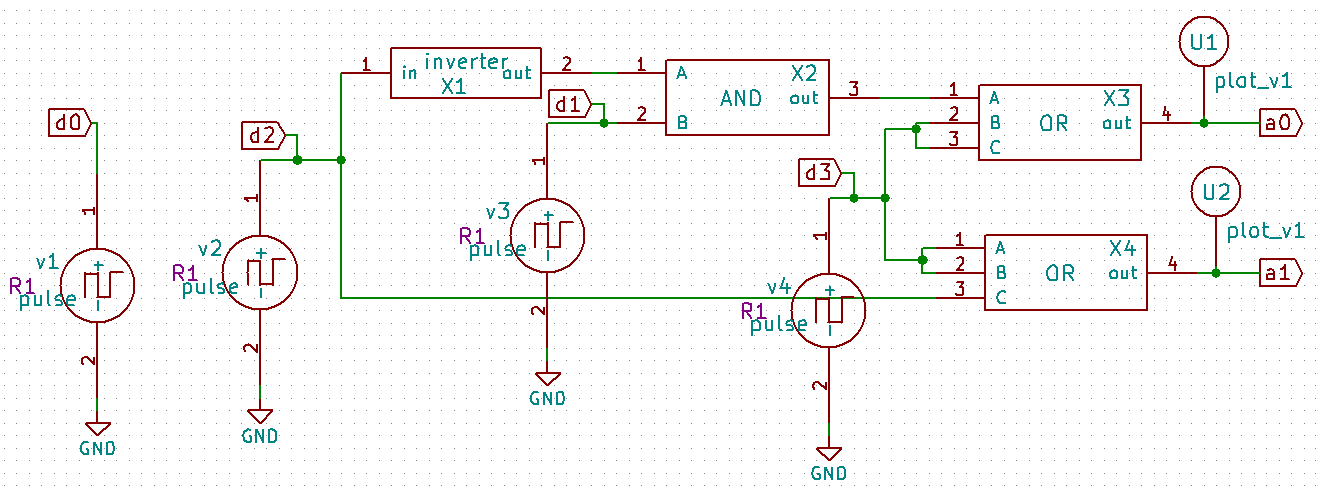 U1
plot_v1
1
in
inverter
out
X1
2
1
A
X2
AND
out
3
2
B
d1
1
A
X3
2
B
OR
out
4
3
C
a0
d0
d2
d3
U2
plot_v1
1
1
1
1
v3
R1
pulse
1
A
X4
2
B
OR
out
4
3
C
a1
v2
R1
pulse
v1
R1
pulse
v4
R1
pulse
2
2
2
2
GND
GND
GND
GND